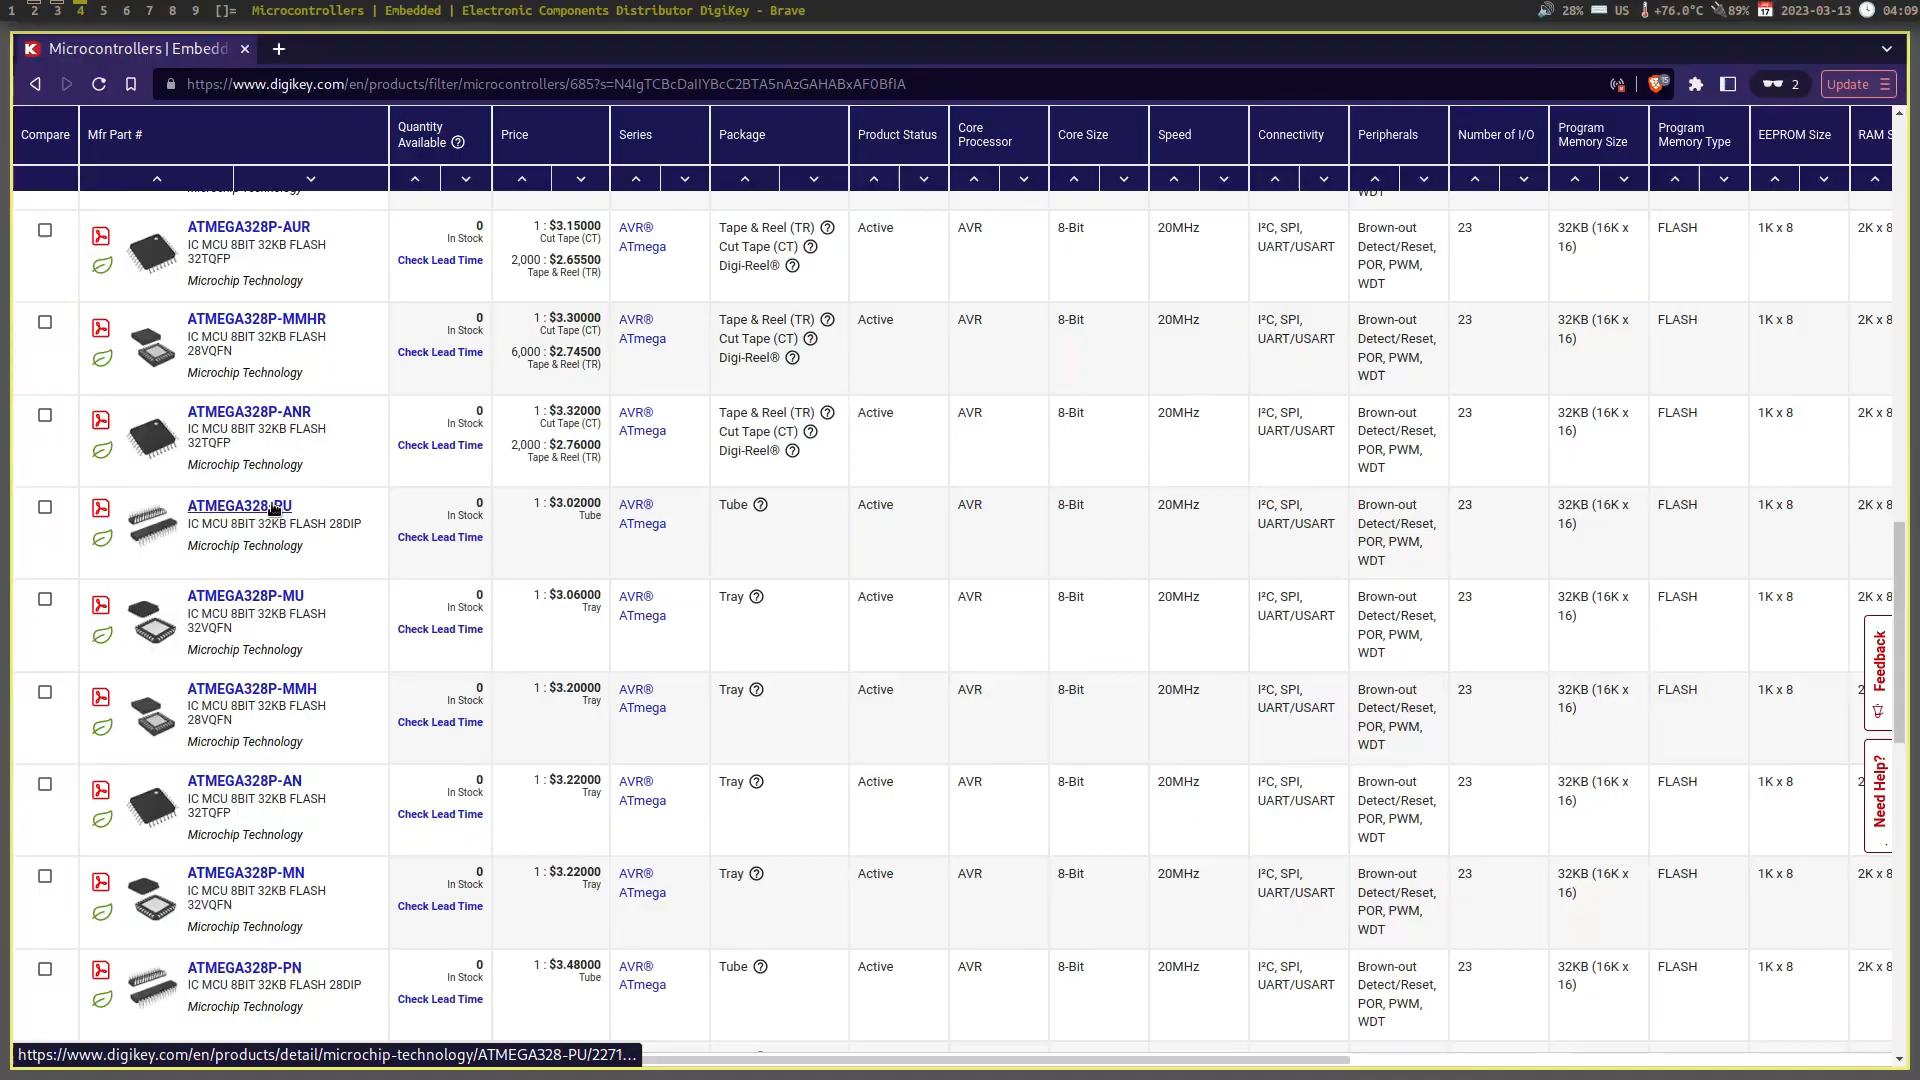 1 2 3 4 5 6 7 8 9 []= Microcontrollers | Embedded | Electronic Components Distributor DigiKey - Brave 28% US +76.0°C 89% 2023-03-13 04:09
Microcontrollers | Embedd
https://www.digikey.com/en/products/filter/microcontrollers/685?s=N4IgTCBcDaIIYBcC2BTA5nAzGAHABxAF0BfIA 15 2 Update
Compare Mfr Part # Quantity Available Price Series Package Product Status Core Processor Core Size Speed Connectivity Peripherals Number of I/O Program Memory Size Program Memory Type EEPROM Size RAM S
Microchip Technology WDT
ATMEGA328P-AUR
IC MCU 8BIT 32KB FLASH
32TQFP
Microchip Technology
0
In Stock
Check Lead Time
1 : $3.15000
Cut Tape (CT)
2,000 : $2.65500
Tape & Reel (TR)
AVR®
ATmega
Tape & Reel (TR)
Cut Tape (CT)
Digi-Reel®
Active
AVR
8-Bit
20MHz
I²C, SPI,
UART/USART
Brown-out
Detect/Reset,
POR, PWM,
WDT
23
32KB (16K x
16)
FLASH
1K x 8
2K x 8
ATMEGA328P-MMHR
IC MCU 8BIT 32KB FLASH
28VQFN
Microchip Technology
0
In Stock
Check Lead Time
1 : $3.30000
Cut Tape (CT)
6,000 : $2.74500
Tape & Reel (TR)
AVR®
ATmega
Tape & Reel (TR)
Cut Tape (CT)
Digi-Reel®
Active
AVR
8-Bit
20MHz
I²C, SPI,
UART/USART
Brown-out
Detect/Reset,
POR, PWM,
WDT
23
32KB (16K x
16)
FLASH
1K x 8
2K x 8
ATMEGA328P-ANR
IC MCU 8BIT 32KB FLASH
32TQFP
Microchip Technology
0
In Stock
Check Lead Time
1 : $3.32000
Cut Tape (CT)
2,000 : $2.76000
Tape & Reel (TR)
AVR®
ATmega
Tape & Reel (TR)
Cut Tape (CT)
Digi-Reel®
Active
AVR
8-Bit
20MHz
I²C, SPI,
UART/USART
Brown-out
Detect/Reset,
POR, PWM,
WDT
23
32KB (16K x
16)
FLASH
1K x 8
2K x 8
ATMEGA328-PU
IC MCU 8BIT 32KB FLASH 28DIP
Microchip Technology
0
In Stock
Check Lead Time
1 : $3.02000
Tube
AVR®
ATmega
Tube
Active
AVR
8-Bit
20MHz
I²C, SPI,
UART/USART
Brown-out
Detect/Reset,
POR, PWM,
WDT
23
32KB (16K x
16)
FLASH
1K x 8
2K x 8
ATMEGA328P-MU
IC MCU 8BIT 32KB FLASH
32VQFN
Microchip Technology
0
In Stock
Check Lead Time
1 : $3.06000
Tray
AVR®
ATmega
Tray
Active
AVR
8-Bit
20MHz
I²C, SPI,
UART/USART
Brown-out
Detect/Reset,
POR, PWM,
WDT
23
32KB (16K x
16)
FLASH
1K x 8
2K x 8
ATMEGA328P-MMH
IC MCU 8BIT 32KB FLASH
28VQFN
Microchip Technology
0
In Stock
Check Lead Time
1 : $3.20000
Tray
AVR®
ATmega
Tray
Active
AVR
8-Bit
20MHz
I²C, SPI,
UART/USART
Brown-out
Detect/Reset,
POR, PWM,
WDT
23
32KB (16K x
16)
FLASH
1K x 8
2
ATMEGA328P-AN
IC MCU 8BIT 32KB FLASH
32TQFP
Microchip Technology
0
In Stock
Check Lead Time
1 : $3.22000
Tray
AVR®
ATmega
Tray
Active
AVR
8-Bit
20MHz
I²C, SPI,
UART/USART
Brown-out
Detect/Reset,
POR, PWM,
WDT
23
32KB (16K x
16)
FLASH
1K x 8
2
ATMEGA328P-MN
IC MCU 8BIT 32KB FLASH
32VQFN
Microchip Technology
0
In Stock
Check Lead Time
1 : $3.22000
Tray
AVR®
ATmega
Tray
Active
AVR
8-Bit
20MHz
I²C, SPI,
UART/USART
Brown-out
Detect/Reset,
POR, PWM,
WDT
23
32KB (16K x
16)
FLASH
1K x 8
2K x 8
ATMEGA328P-PN
IC MCU 8BIT 32KB FLASH 28DIP
Microchip Technology
0
In Stock
Check Lead Time
1 : $3.48000
Tube
AVR®
ATmega
Tube
Active
AVR
8-Bit
20MHz
I²C, SPI,
UART/USART
Brown-out
Detect/Reset,
POR, PWM,
WDT
23
32KB (16K x
16)
FLASH
1K x 8
2K x 8
Feedback
Need Help?
https://www.digikey.com/en/products/detail/microchip-technology/ATMEGA328-PU/2271...